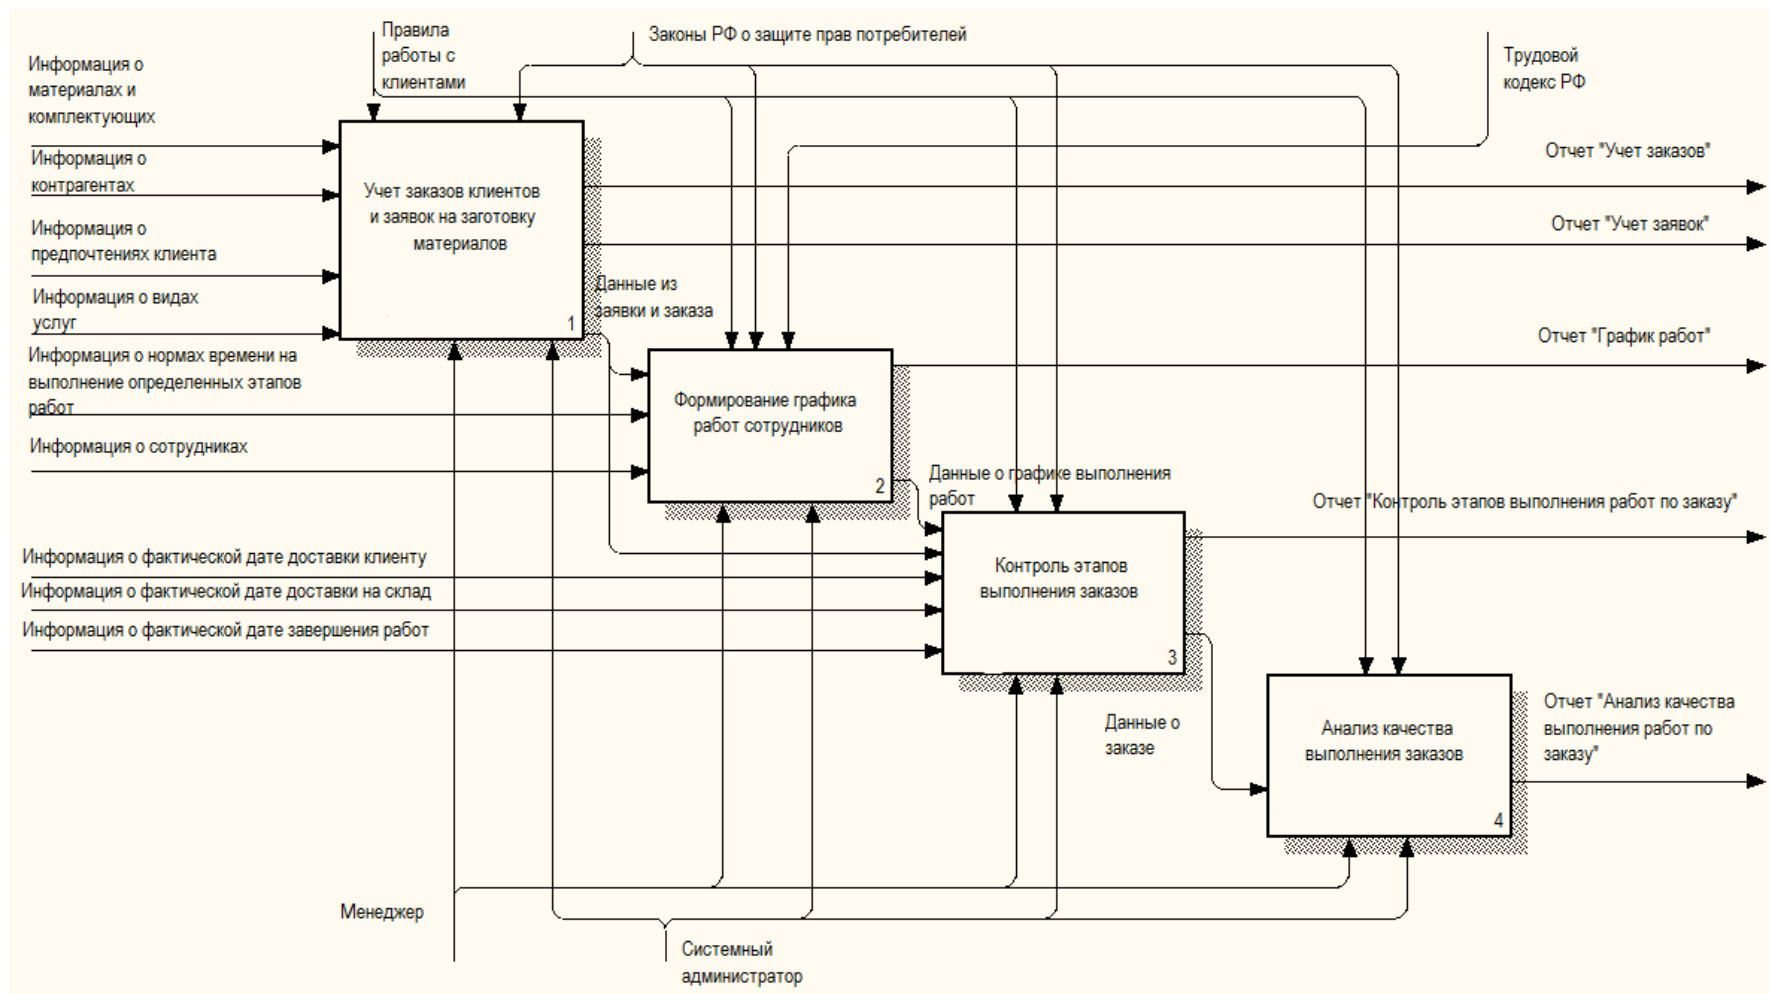 Правила
работы с
клиентами
Законы РФ о защите прав потребителей
Трудовой
кодекс РФ
Информация о
материалах и
комплектующих
Информация о
контрагентах
Информация о
предпочтениях клиента
Информация о видах
услуг
Информация о нормах времени на
выполнение определенных этапов
работ
Информация о сотрудниках
Информация о фактической дате доставки клиенту
Информация о фактической дате доставки на склад
Информация о фактической дате завершения работ
Учет заказов клиентов
и заявок на заготовку
материалов
1
Данные из
заявки и заказа
Формирование графика
работ сотрудников
2
Данные о графике выполнения
работ
Контроль этапов
выполнения заказов
3
Данные о
заказе
Анализ качества
выполнения заказов
4
Отчет "Учет заказов"
Отчет "Учет заявок"
Отчет "График работ"
Отчет "Контроль этапов выполнения работ по заказу"
Отчет "Анализ качества
выполнения работ по
заказу"
Менеджер
Системный
администратор